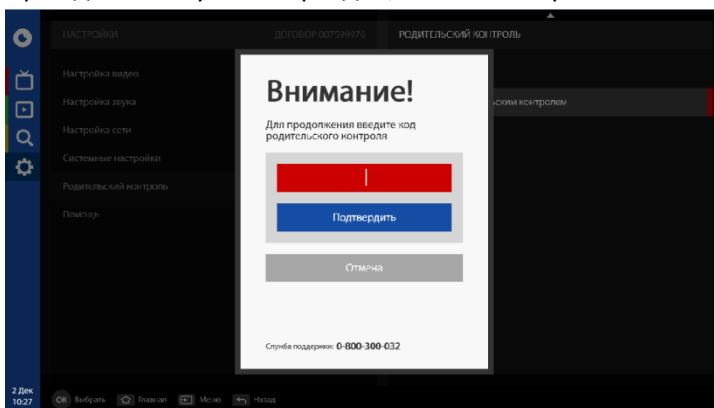 НАСТРОЙКИ
ДОГОВОР 007599976
РОДИТЕЛЬСКИЙ КОНТРОЛЬ
Настройка видео
Настройка звука
Настройка сети
Системные настройки
Родительский контроль
Помощь
Внимание!
Для продолжения введите код
родительского контроля
Подтвердить
Отмена
Служба поддержки: 0-800-300-032
контролем
2 Дек
10:27
OK Выбрать
Главная
Меню
Назад